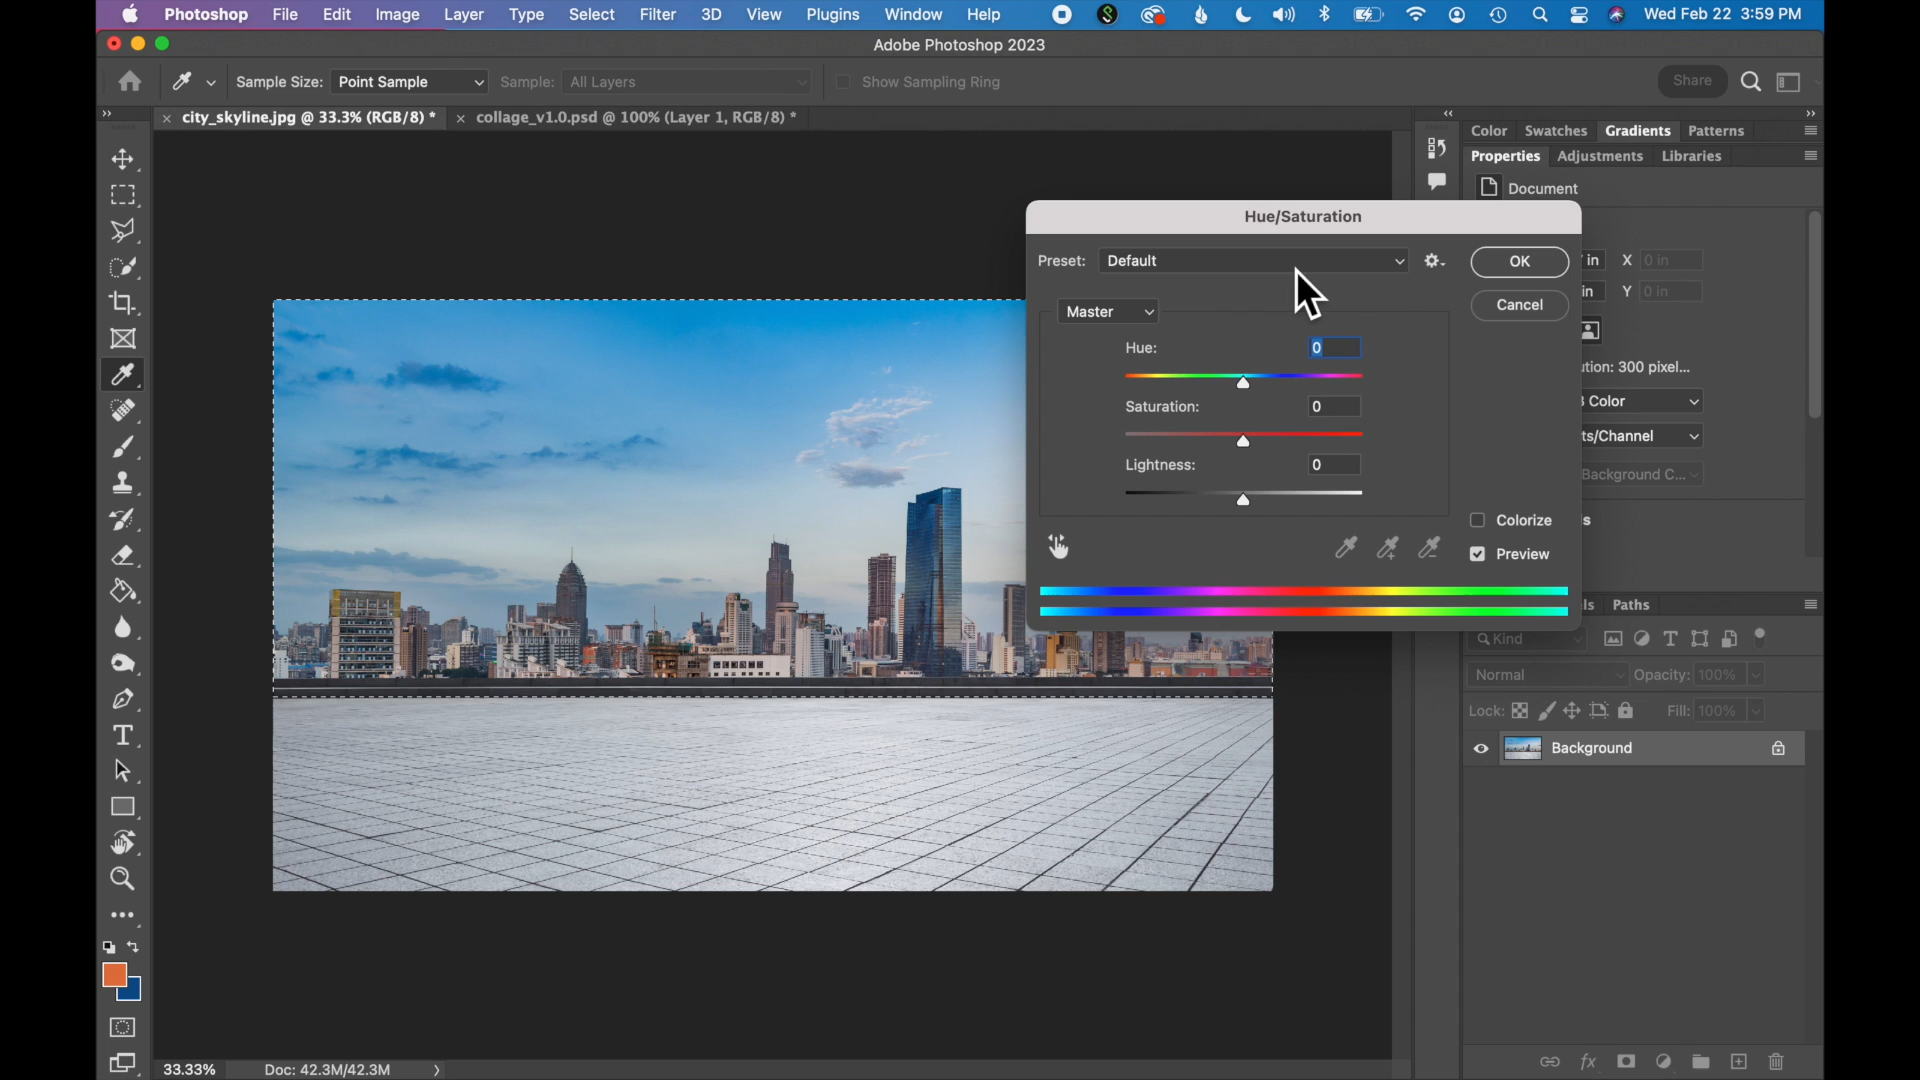 Photoshop File Edit Image Layer Type Select Filter 3D View Plugins Window Help Wed Feb 22 3:59 PM
Adobe Photoshop 2023
Sample Size: Point Sample Sample: All Layers Show Sampling Ring Share
city_skyline.jpg @ 33.3% (RGB/8) * collage_v1.0.psd @ 100% (Layer 1, RGB/8) *
Color Swatches Gradients Patterns
Properties Adjustments Libraries
Document
Hue/Saturation
Preset: Default OK
in X 0 in
Cancel
in Y 0 in
Master
Hue: 0
ution: 300 pixel...
Saturation: 0
Color
ts/Channel
Lightness: 0
Background C...
Colorize
s
Preview
ls Paths
Kind
Normal Opacity: 100%
Lock: Fill: 100%
Background
T
fx
33.33% Doc: 42.3M/42.3M